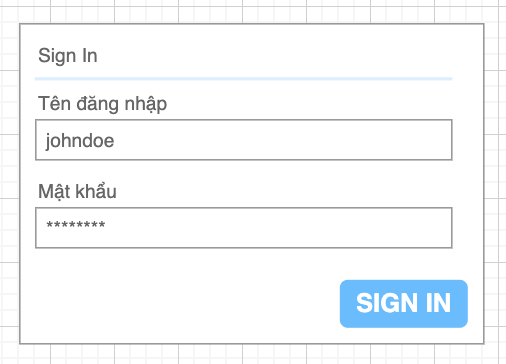 Sign In
Tên đăng nhập
johndoe
Mật khẩu
********
SIGN IN